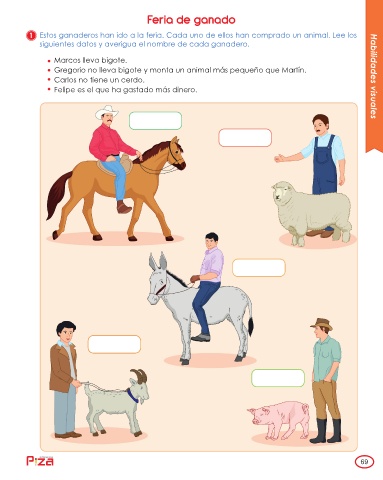 Feria de ganado
1 Estos ganaderos han ido a la feria. Cada uno de ellos han comprado un animal. Lee los
siguientes datos y averigua el nombre de cada ganadero.
• Marcos lleva bigote.
• Gregorio no lleva bigote y monta un animal más pequeño que Martín.
• Carlos no tiene un cerdo.
• Felipe es el que ha gastado más dinero.
Habilidades visuales
Piza
69